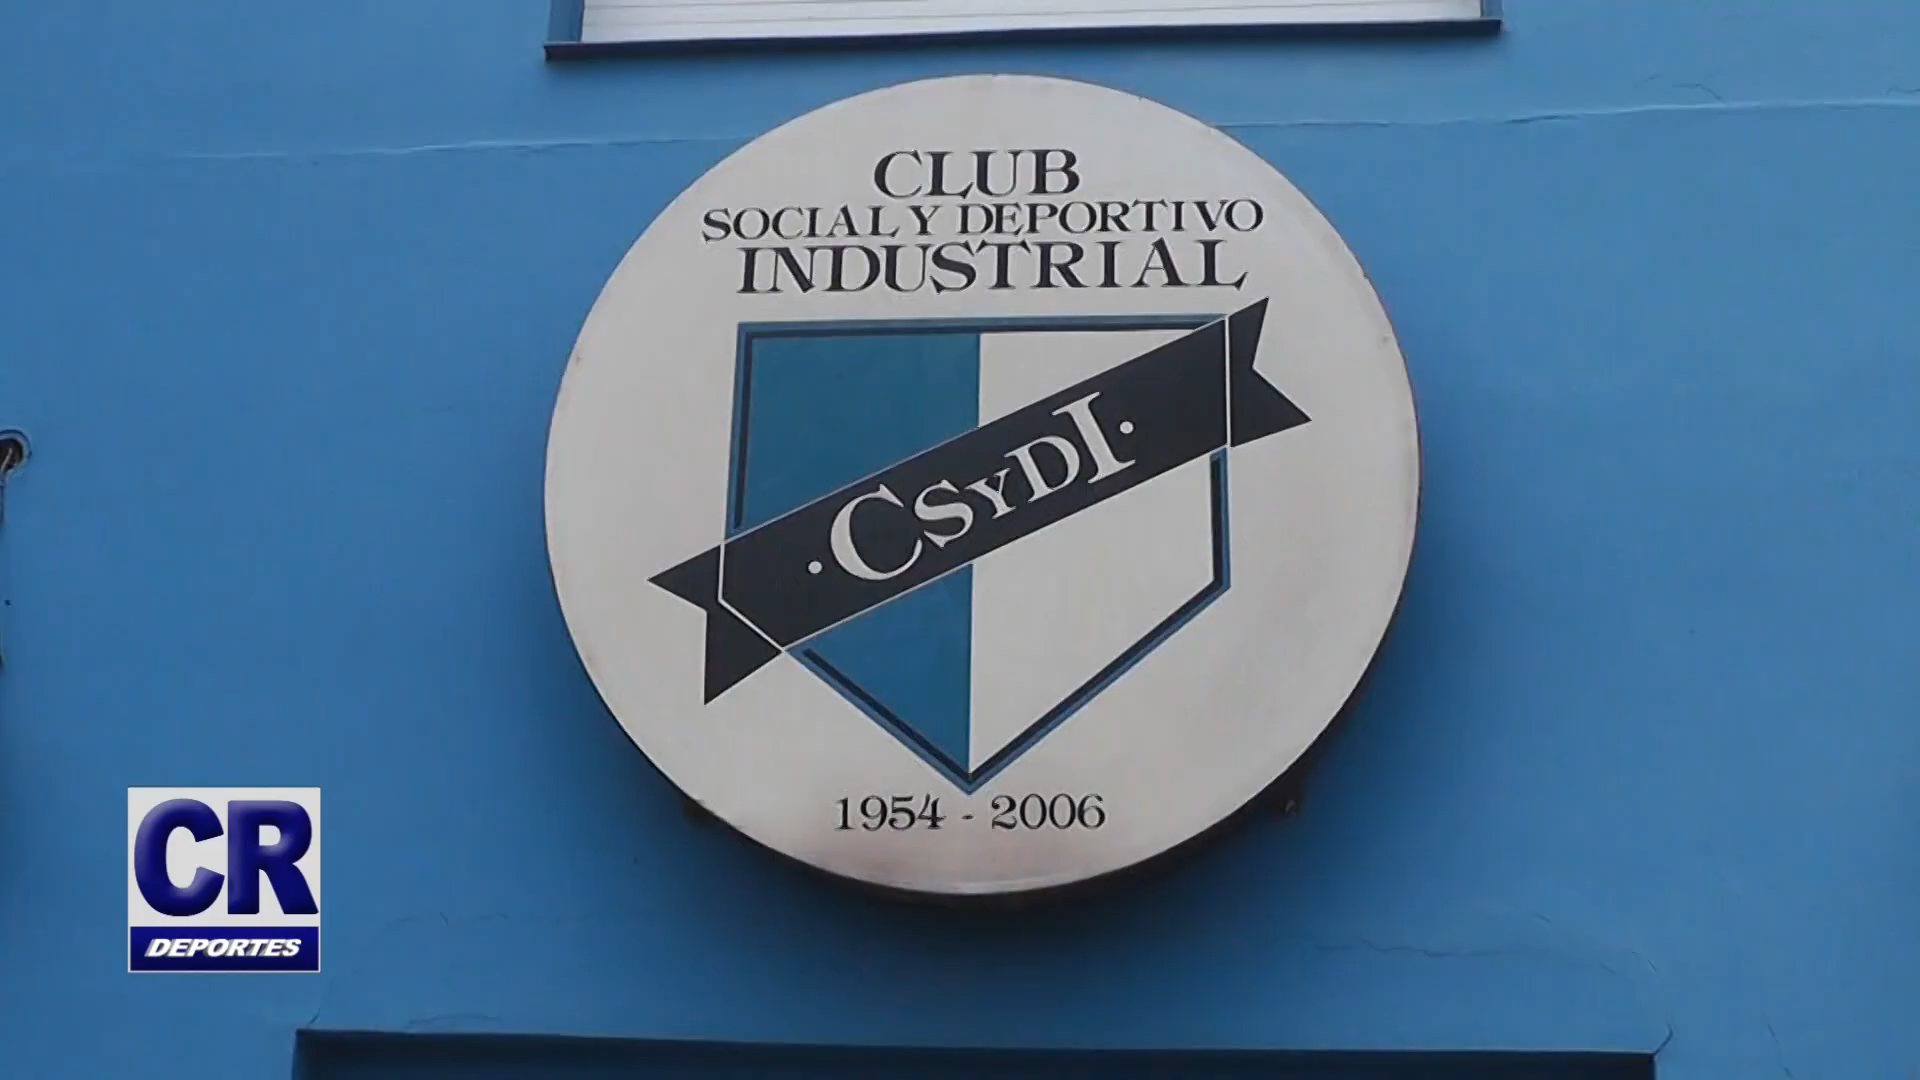 CLUB
SOCIAL Y DEPORTIVO
INDUSTRIAL
·CSYDI·
1954 - 2006
CR
DEPORTES